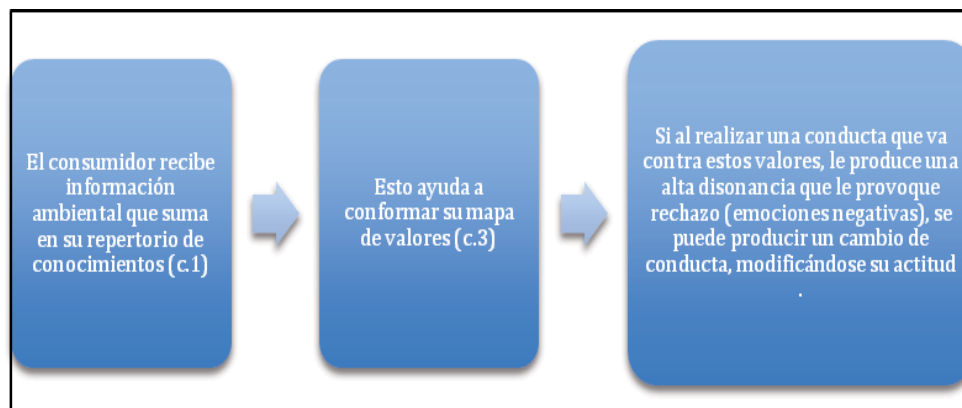 El consumidor recibe
información
ambiental que suma
en su repertorio de
conocimientos (c.1)
Esto ayuda a
conformar su mapa
de valores (c.3)
Si al realizar una conducta que va
contra estos valores, le produce una
alta disonancia que le provoque
rechazo (emociones negativas), se
puede producir un cambio de
conducta, modificándose su actitud
.